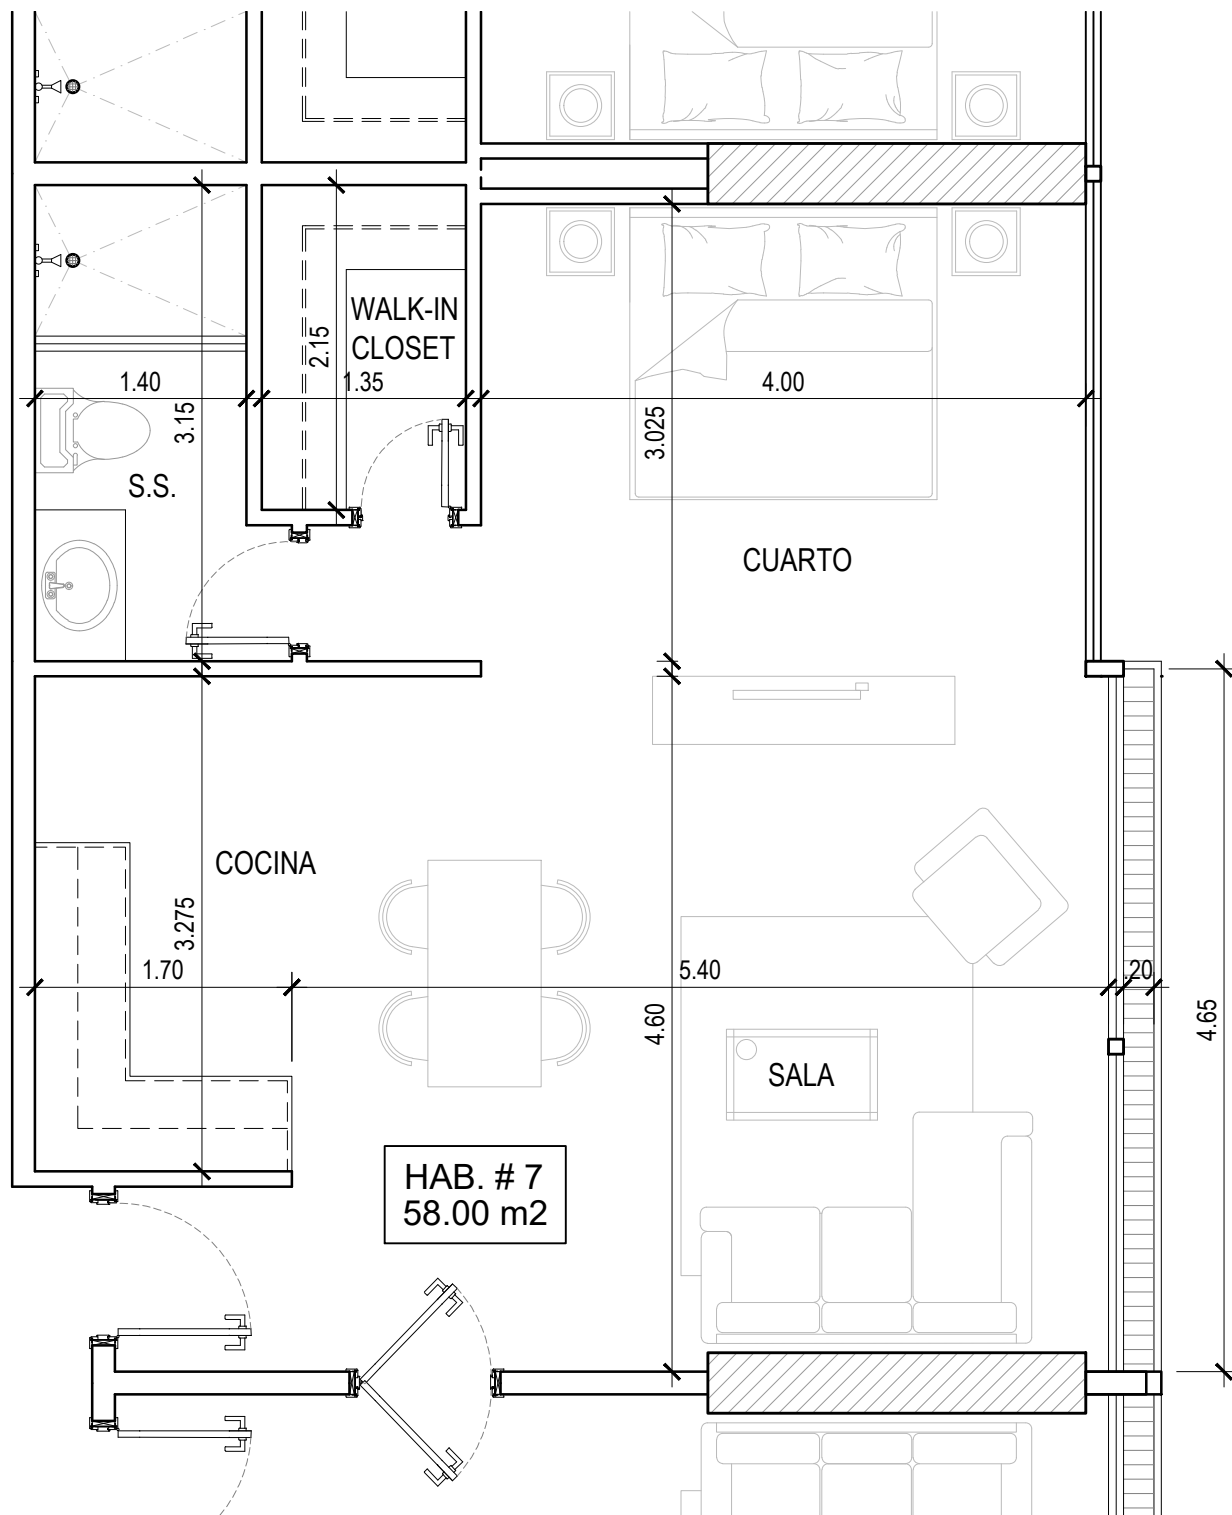 WALK-IN
CLOSET
2.15
1.40
1.35
4.00
3.15
3.025
S.S.
CUARTO
COCINA
3.275
1.70
5.40
.20
4.60
4.65
SALA
HAB. # 7
58.00 m2